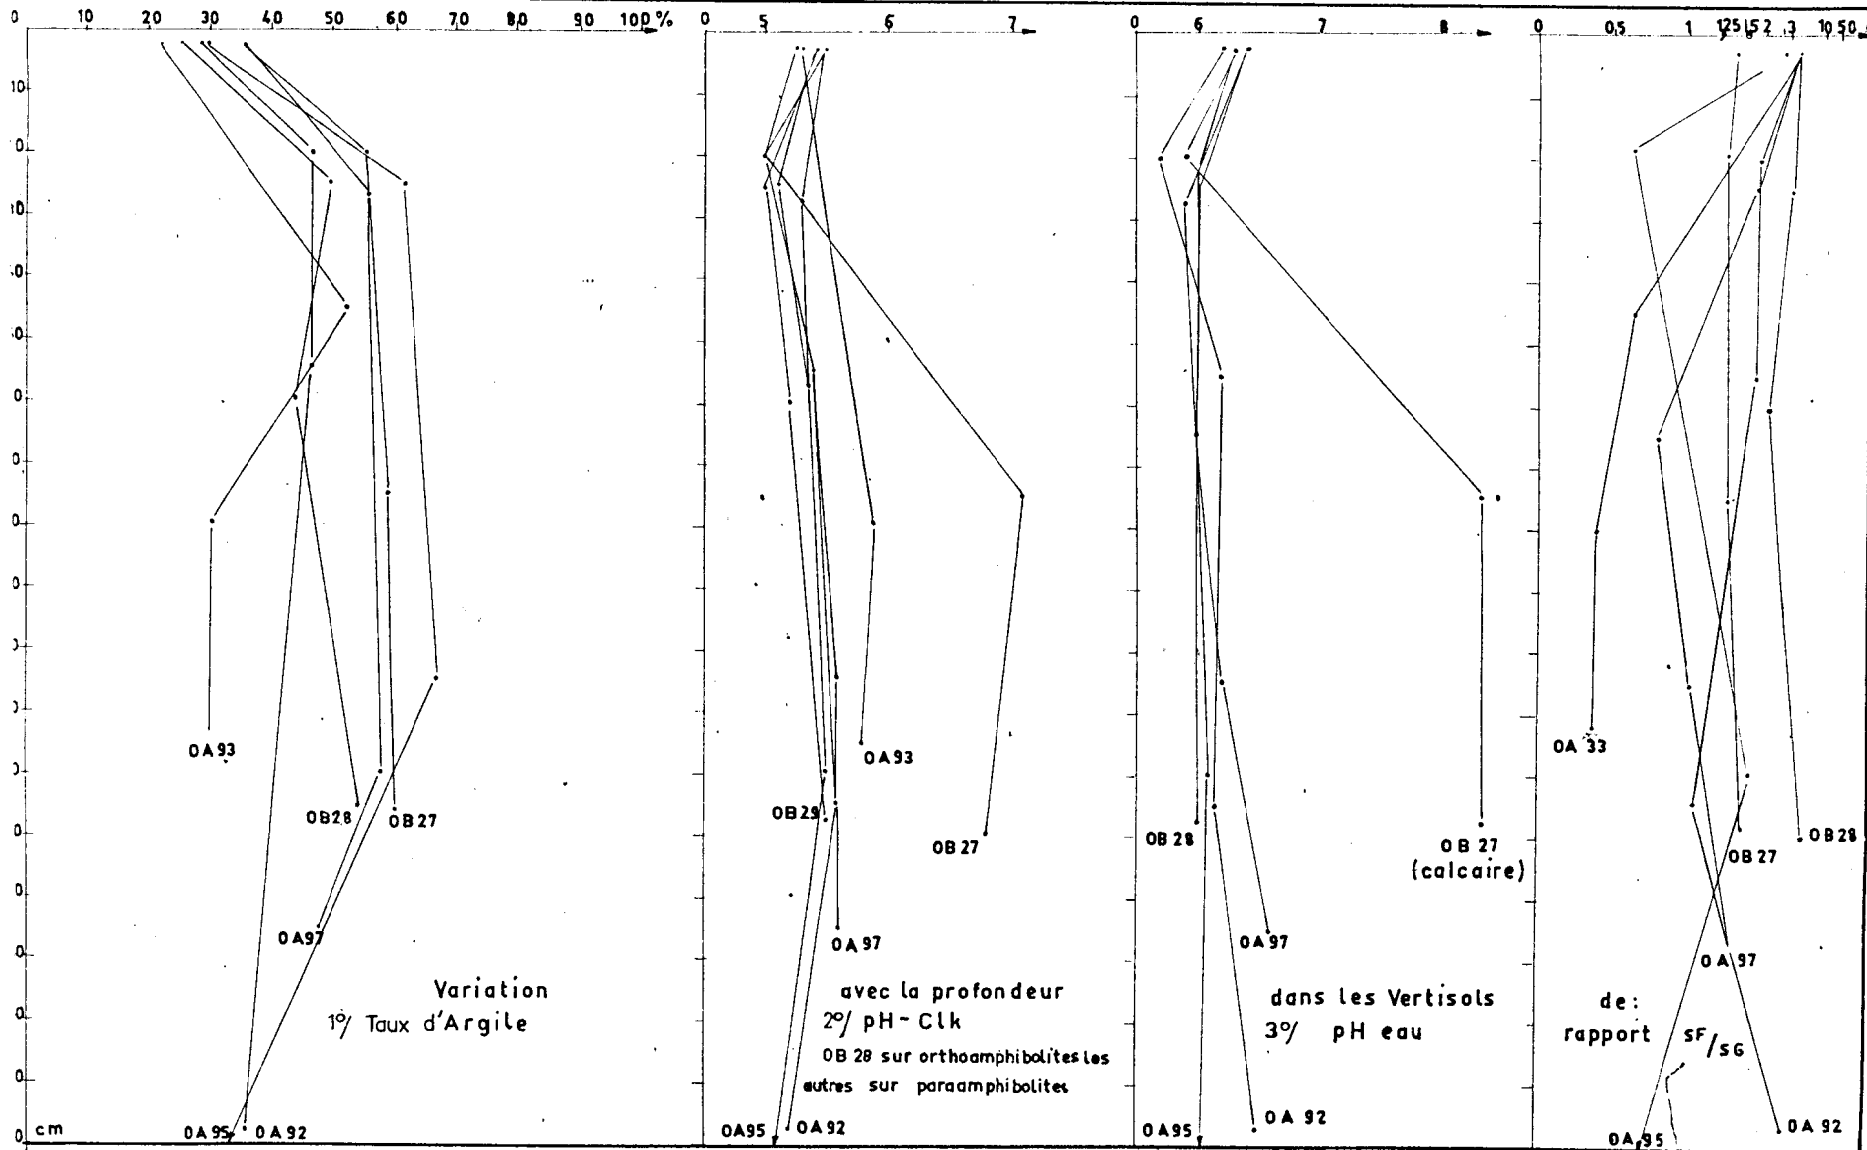 0 10 20 30 40 50 60 70 80 90 100 %
0 5 6 7
0 6 7 8
0 0,5 1 1,25 1,5 2 3 10 50
10
cm
OA 93
OB 28
OB 27
OA 97
OA 95
OA 92
Variation
1°/ Taux d'Argile
OA 93
OB 29
OB 27
OA 97
avec la profondeur
2°/ pH-Clk
OB 28 sur orthoamphibolites les
autres sur paraamphibolites
OA 95
OA 92
OB 28
OB 27
(calcaire)
OA 97
dans les Vertisols
3°/ pH eau
OA 95
OA 92
OA 33
OB 28
OB 27
OA 97
de:
rapport SF/SG
OA 95
OA 92